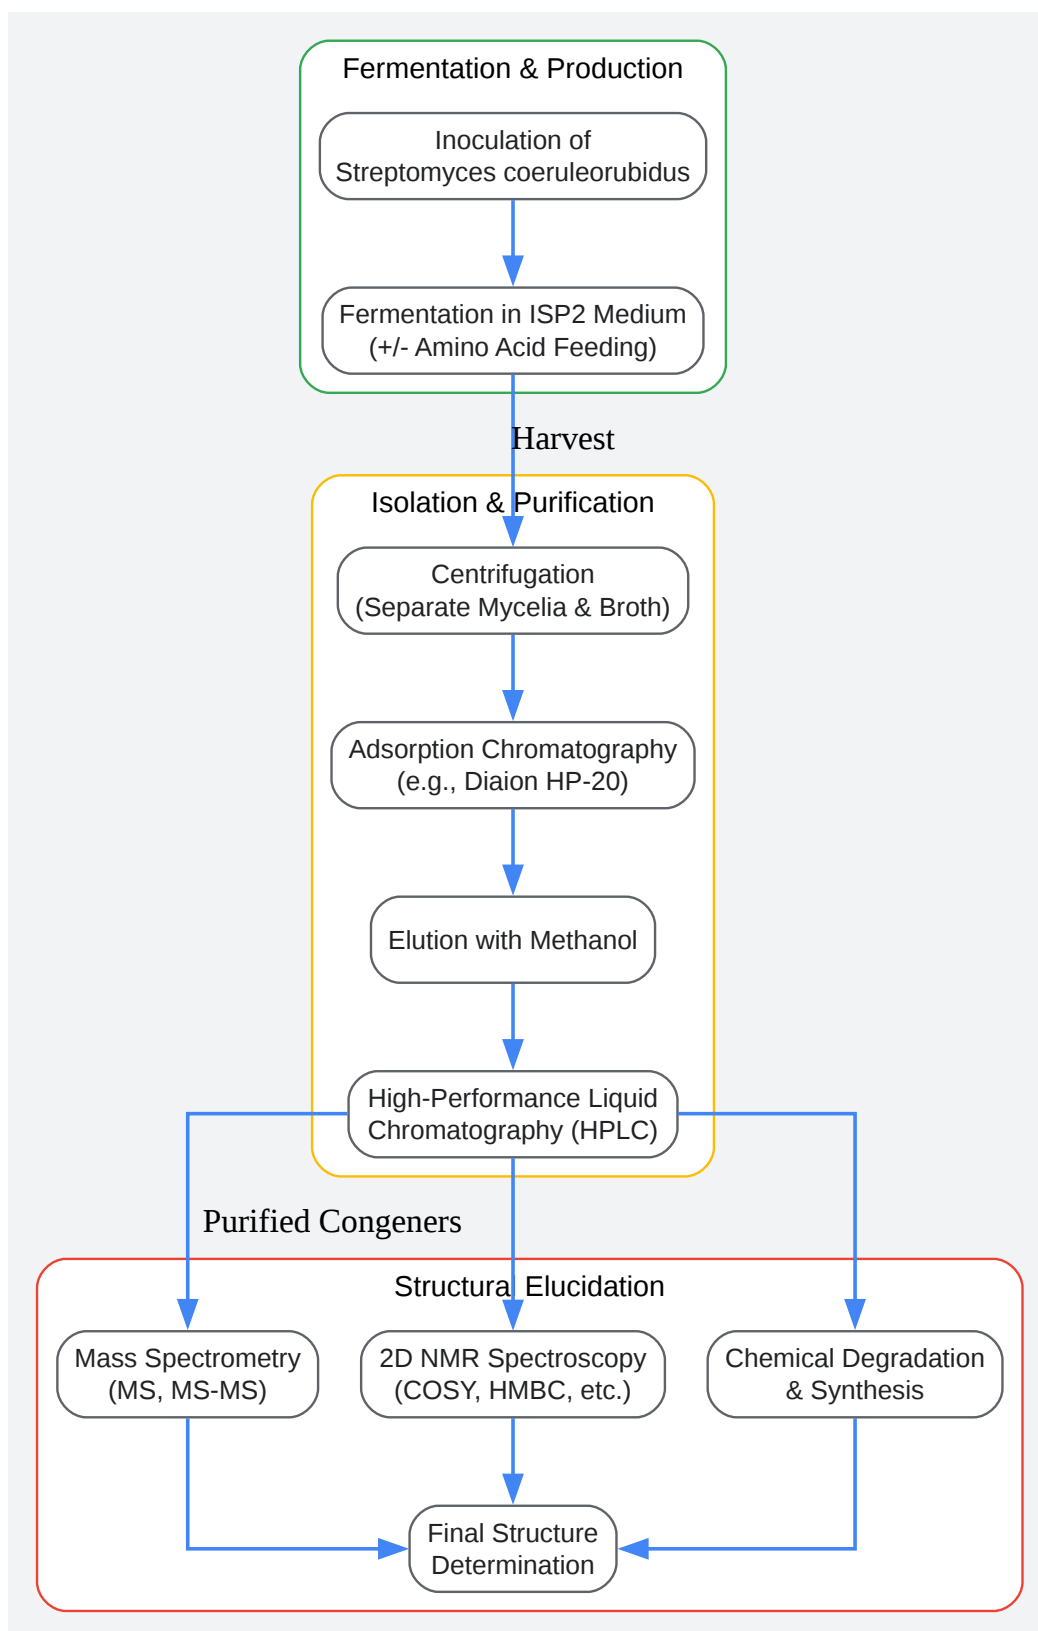 Fermentation & Production
Inoculation of
Streptomyces coeruleorubidus
Fermentation in ISP2 Medium
(+/- Amino Acid Feeding)
Harvest
Isolation & Purification
Centrifugation
(Separate Mycelia & Broth)
Adsorption Chromatography
(e.g., Diaion HP-20)
Elution with Methanol
High-Performance Liquid
Chromatography (HPLC)
Purified Congeners
Structural Elucidation
Mass Spectrometry
(MS, MS-MS)
2D NMR Spectroscopy
(COSY, HMBC, etc.)
Chemical Degradation
& Synthesis
Final Structure
Determination